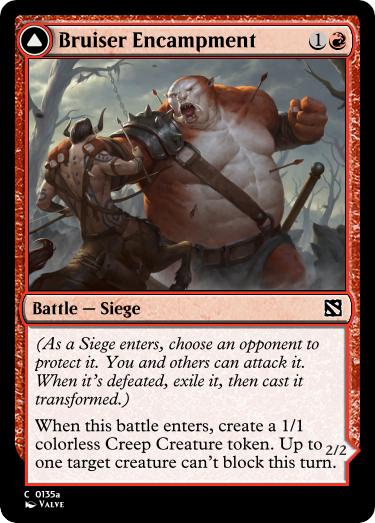 Bruiser Encampment 1
Battle — Siege
(As a Siege enters, choose an opponent to
protect it. You and others can attack it.
When it's defeated, exile it, then cast it
transformed.)
When this battle enters, create a 1/1
colorless Creep Creature token. Up to
one target creature can't block this turn.
2/2
C 0135a
VALVE